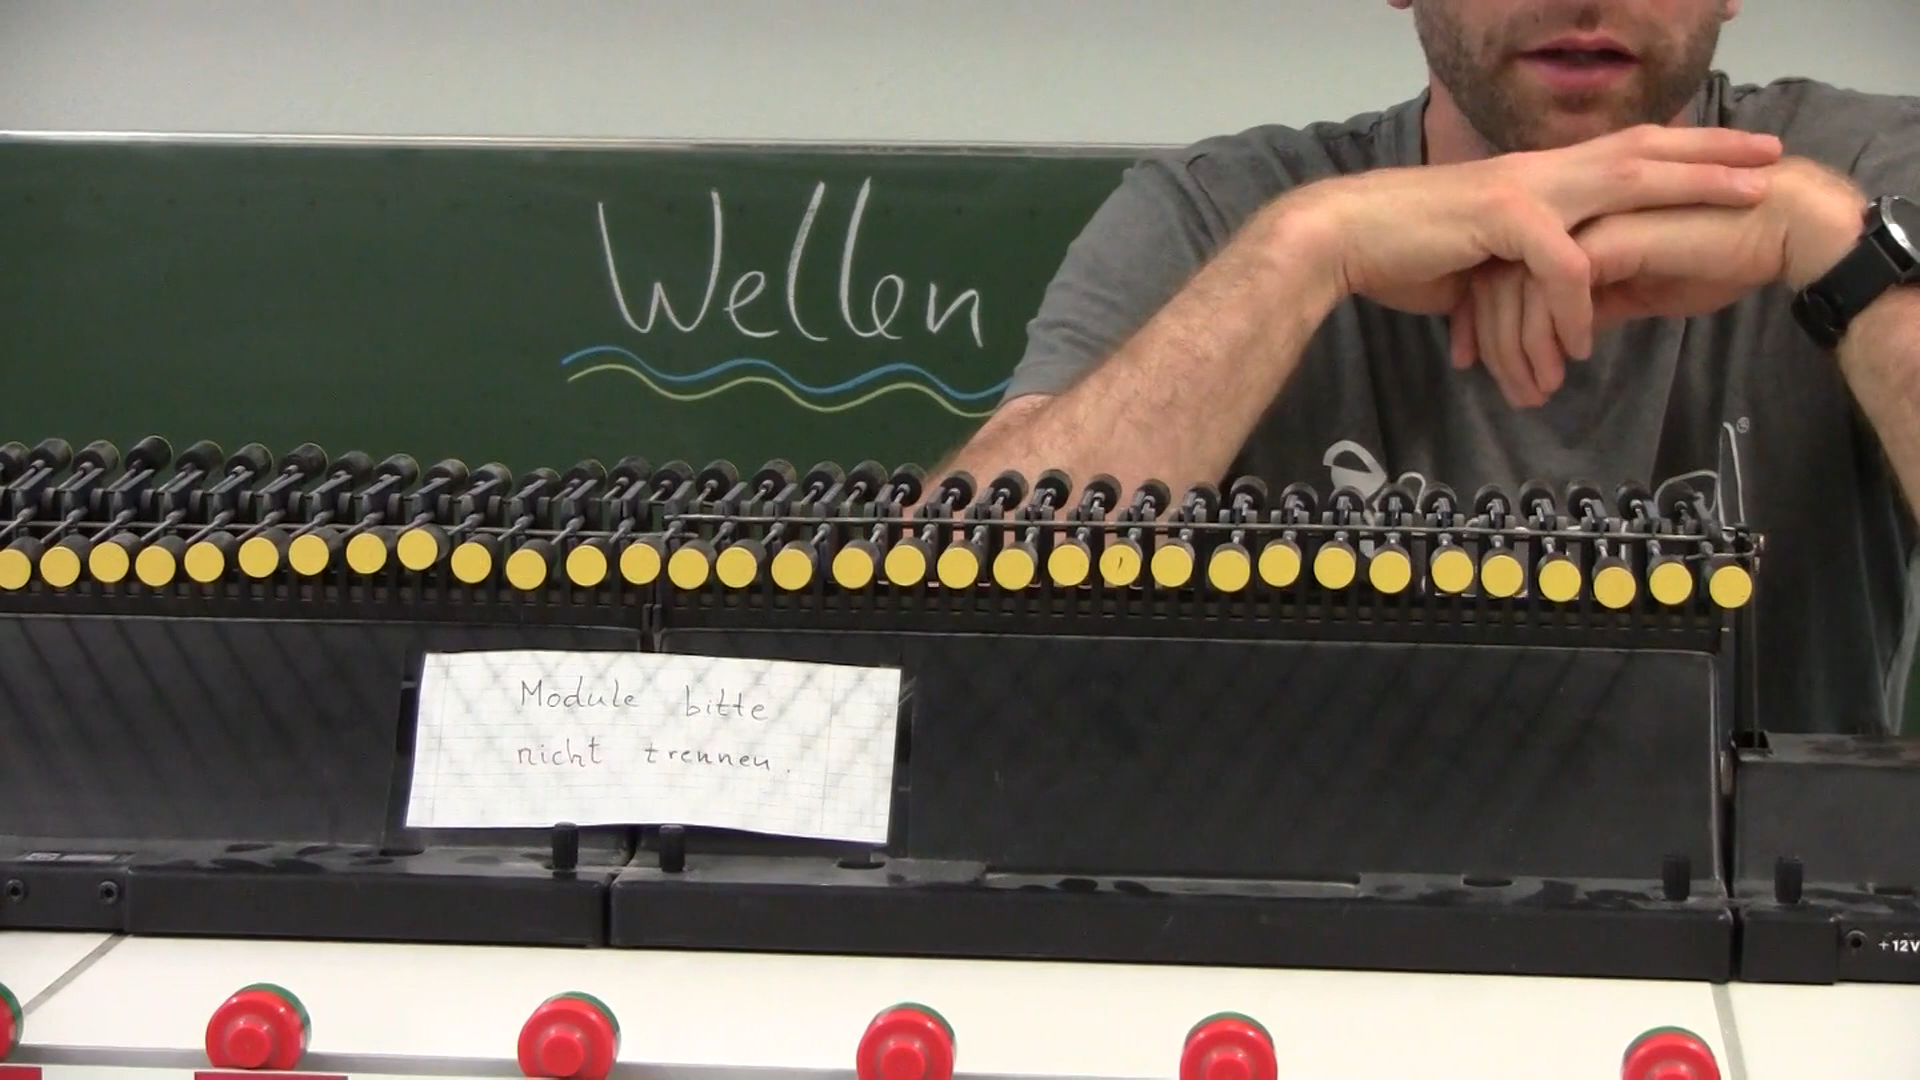 Wellen
Module bitte
nicht trennen.
+12V